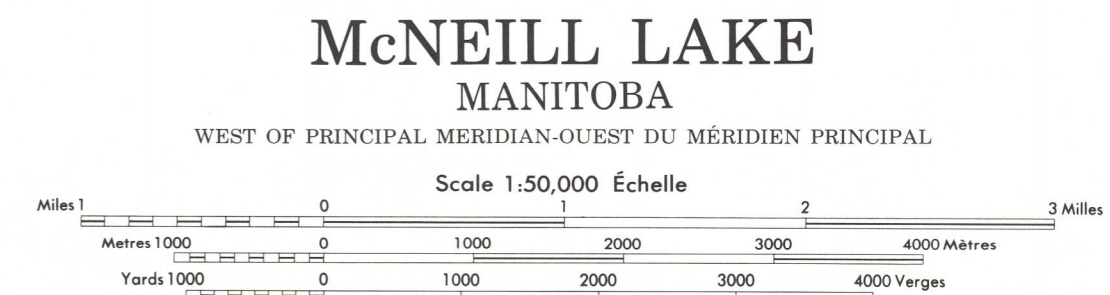 McNEILL LAKE
MANITOBA
WEST OF PRINCIPAL MERIDIAN-OUEST DU MÉRIDIEN PRINCIPAL
Scale 1:50,000 Échelle
Miles 1 0 1 2 3 Milles
Metres 1000 0 1000 2000 3000 4000 Mètres
Yards 1000 0 1000 2000 3000 4000 Verges